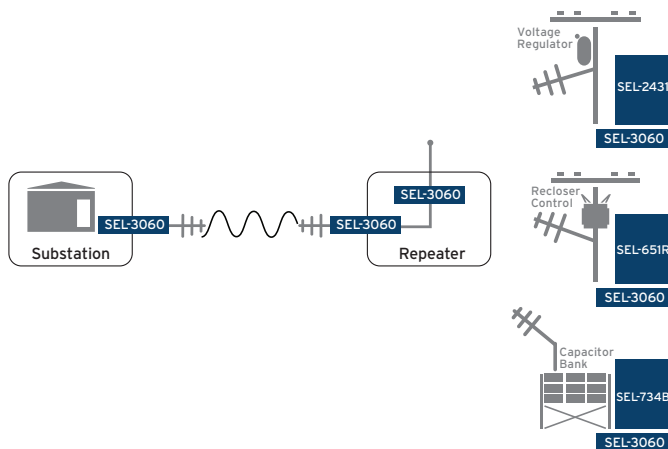 Voltage
Regulator
SEL-2431
SEL-3060
SEL-3060
Recloser
Control
SEL-3060
SEL-3060
SEL-651R
Substation
Repeater
SEL-3060
Capacitor
Bank
SEL-734B
SEL-3060